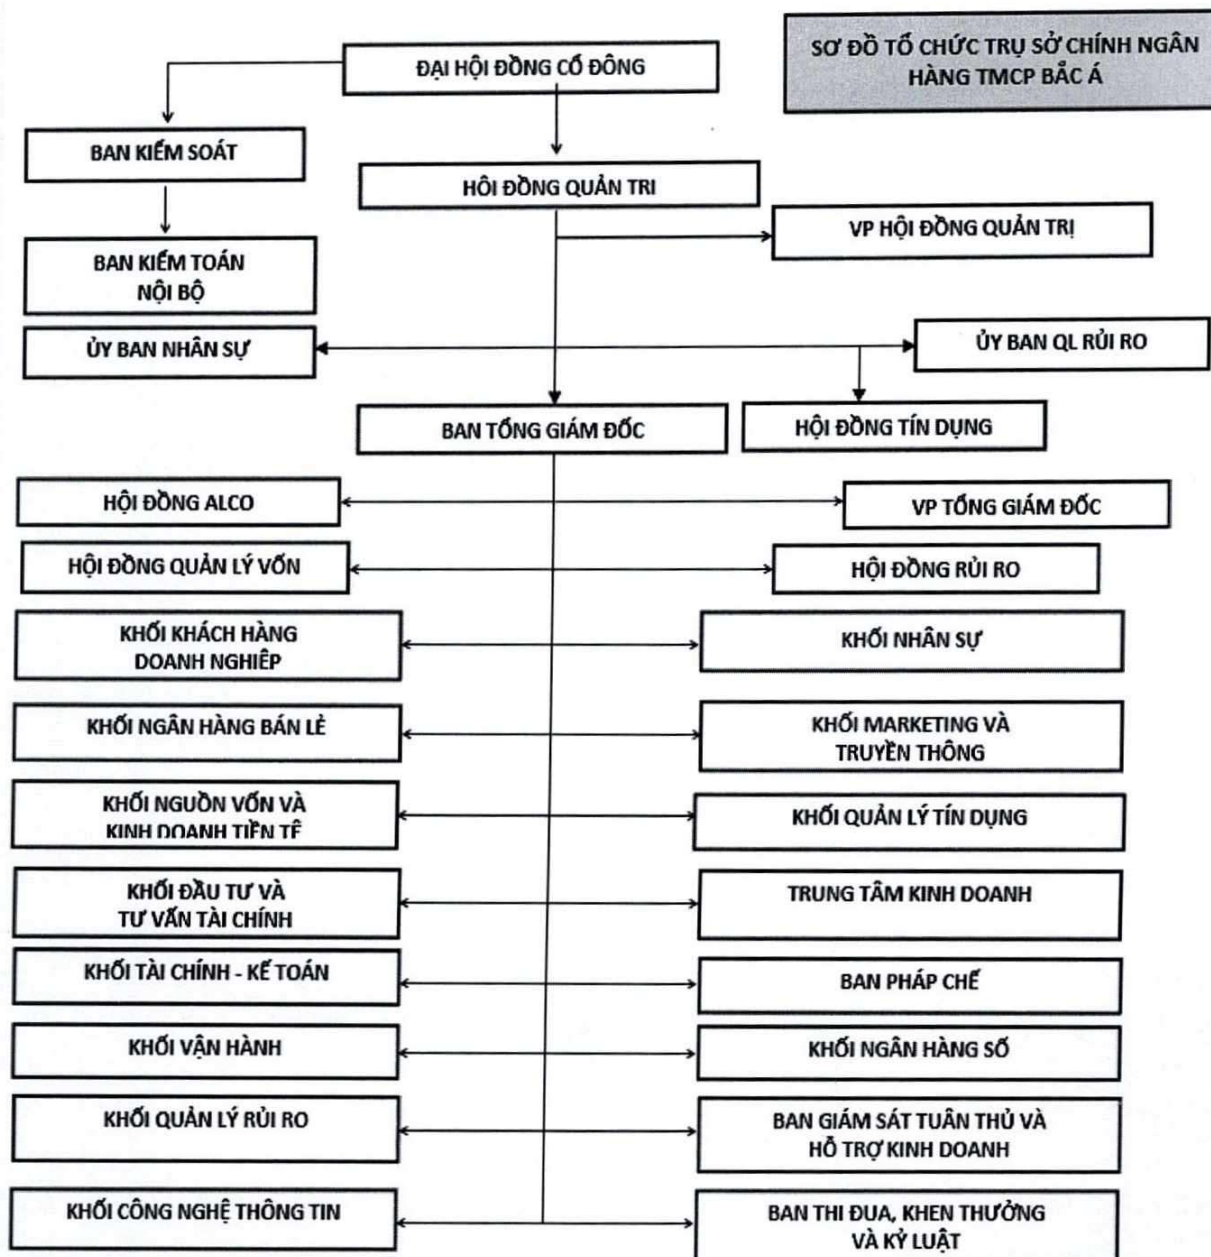 SƠ ĐỒ TỔ CHỨC TRỤ SỞ CHÍNH NGÂN
HÀNG TMCP BẮC Á
ĐẠI HỘI ĐỒNG CỔ ĐÔNG
BAN KIỂM SOÁT
HÔI ĐỒNG QUẢN TRI
VP HỘI ĐỒNG QUẢN TRỊ
BAN KIỂM TOÁN
NỘI BỘ
ỦY BAN NHÂN SỰ
ỦY BAN QL RỦI RO
BAN TỔNG GIÁM ĐỐC
HỘI ĐỒNG TÍN DỤNG
HỘI ĐỒNG ALCO
VP TỔNG GIÁM ĐỐC
HỘI ĐỒNG QUẢN LÝ VỐN
HỘI ĐỒNG RỦI RO
KHỐI KHÁCH HÀNG
DOANH NGHIÊP
KHỐI NHÂN SỰ
KHỐI NGÂN HÀNG BÁN LẺ
KHỐI MARKETING VÀ
TRUYỀN THÔNG
KHỐI NGUỒN VỐN VÀ
KINH DOANH TIỀN TÊ
KHỐI QUẢN LÝ TÍN DỤNG
KHỐI ĐẦU TƯ VÀ
TƯ VẤN TÀI CHÍNH
TRUNG TÂM KINH DOANH
KHỐI TÀI CHÍNH - KẾ TOÁN
BAN PHÁP CHẾ
KHỐI VẬN HÀNH
KHỐI NGÂN HÀNG SỐ
KHỐI QUẢN LÝ RỦI RO
BAN GIÁM SÁT TUÂN THỦ VÀ
HỖ TRỢ KINH DOANH
KHỐI CÔNG NGHỆ THÔNG TIN
BAN THI ĐUA, KHEN THƯỞNG
VÀ KỶ LUẬT